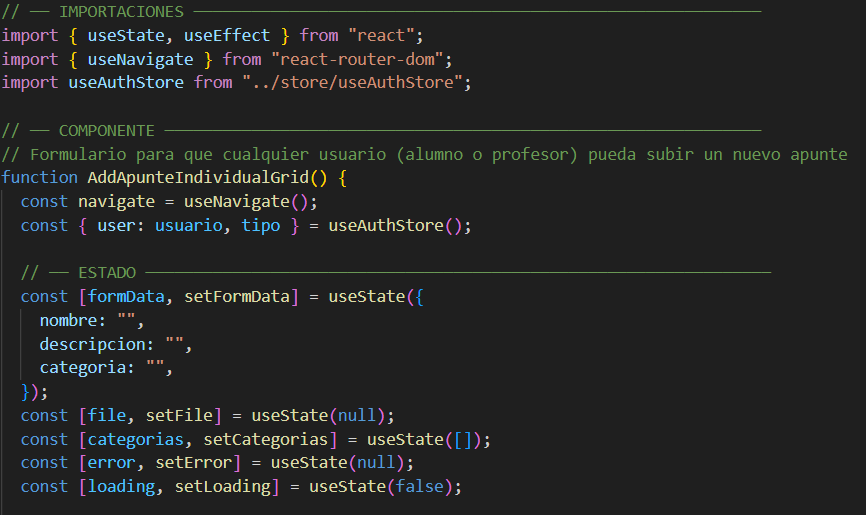 // ── IMPORTACIONES ────────────────────────────────────────────────────────────
import { useState, useEffect } from "react";
import { useNavigate } from "react-router-dom";
import useAuthStore from "../store/useAuthStore";
// ── COMPONENTE ───────────────────────────────────────────────────────────────
// Formulario para que cualquier usuario (alumno o profesor) pueda subir un nuevo apunte
function AddApunteIndividualGrid() {
  const navigate = useNavigate();
  const { user: usuario, tipo } = useAuthStore();
  // ── ESTADO ─────────────────────────────────────────────────────────────────
  const [formData, setFormData] = useState({
    nombre: "",
    descripcion: "",
    categoria: "",
  });
  const [file, setFile] = useState(null);
  const [categorias, setCategorias] = useState([]);
  const [error, setError] = useState(null);
  const [loading, setLoading] = useState(false);